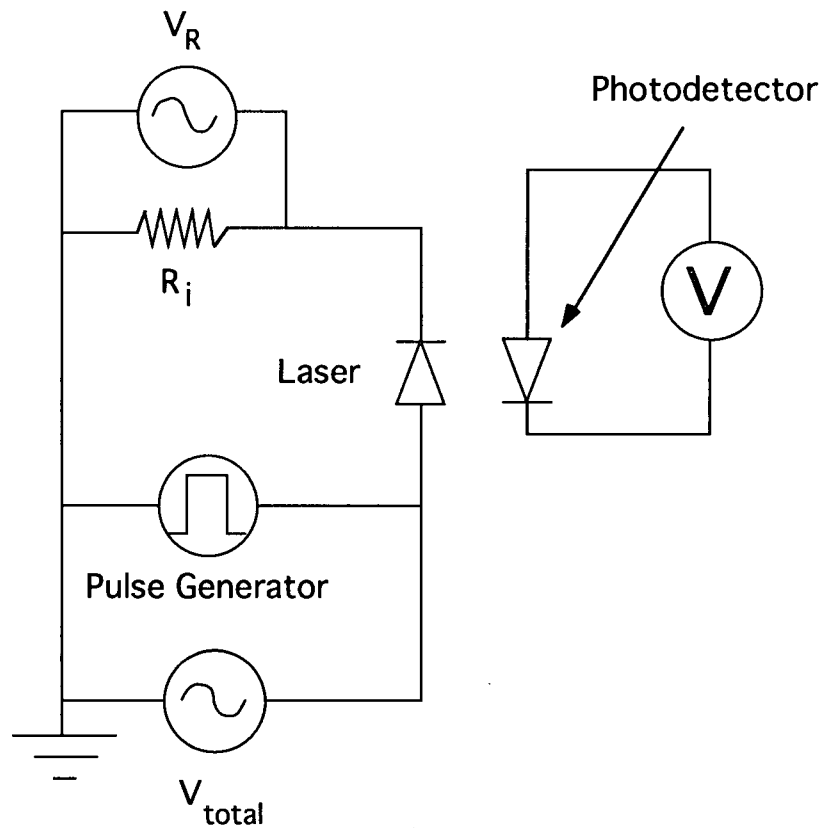 V_R
Photodetector
R_i
Laser
V
Pulse Generator
V_total